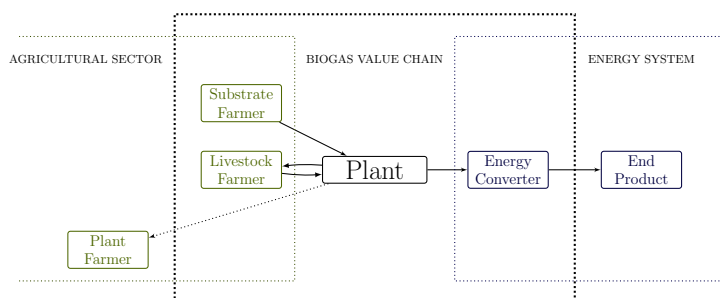 AGRICULTURAL SECTOR
BIOGAS VALUE CHAIN
ENERGY SYSTEM
Substrate
Farmer
Livestock
Farmer
Plant
Energy
Converter
End
Product
Plant
Farmer